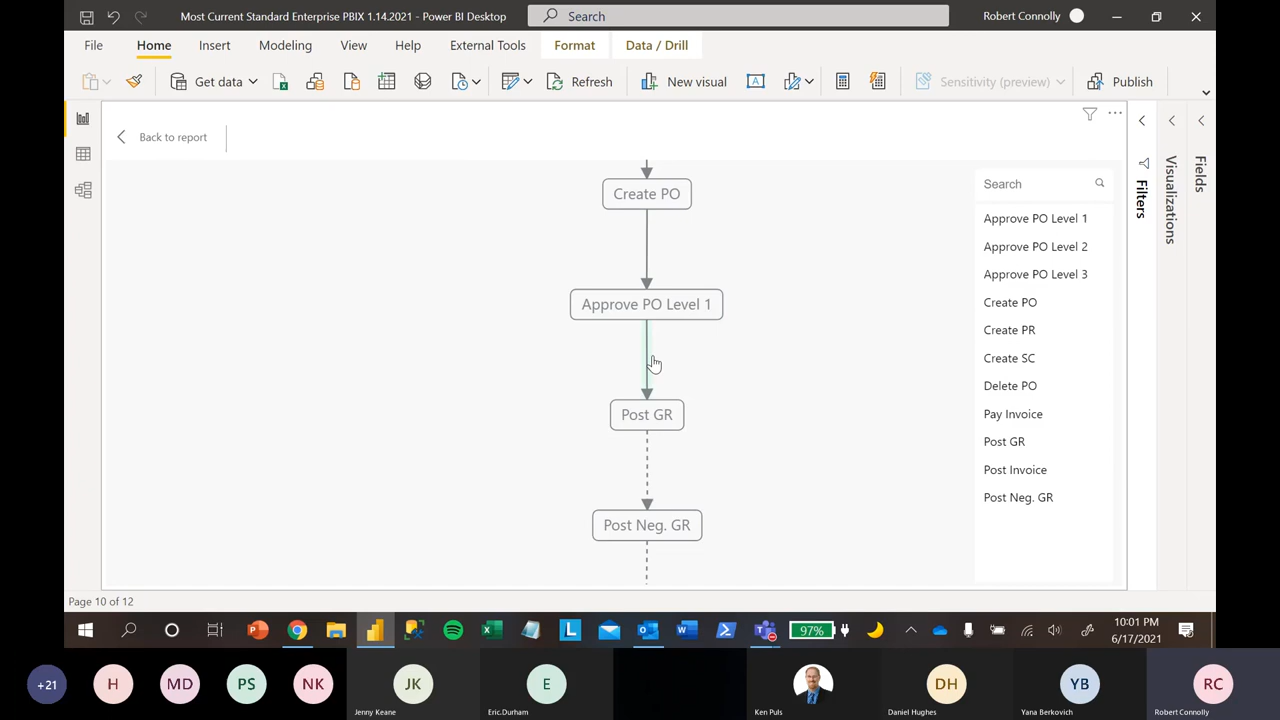 Most Current Standard Enterprise PBIX 1.14.2021 - Power BI Desktop
Search
Robert Connolly
File
Home
Insert
Modeling
View
Help
External Tools
Format
Data / Drill
Get data
Refresh
New visual
Sensitivity (preview)
Publish
Back to report
Create PO
Approve PO Level 1
Post GR
Post Neg. GR
Search
Approve PO Level 1
Approve PO Level 2
Approve PO Level 3
Create PO
Create PR
Create SC
Delete PO
Pay Invoice
Post GR
Post Invoice
Post Neg. GR
Filters
Visualizations
Fields
Page 10 of 12
97%
10:01 PM
6/17/2021
+21
H
MD
PS
NK
JK
Jenny Keane
E
Eric.Durham
Ken Puls
DH
Daniel Hughes
YB
Yana Berkovich
RC
Robert Connolly